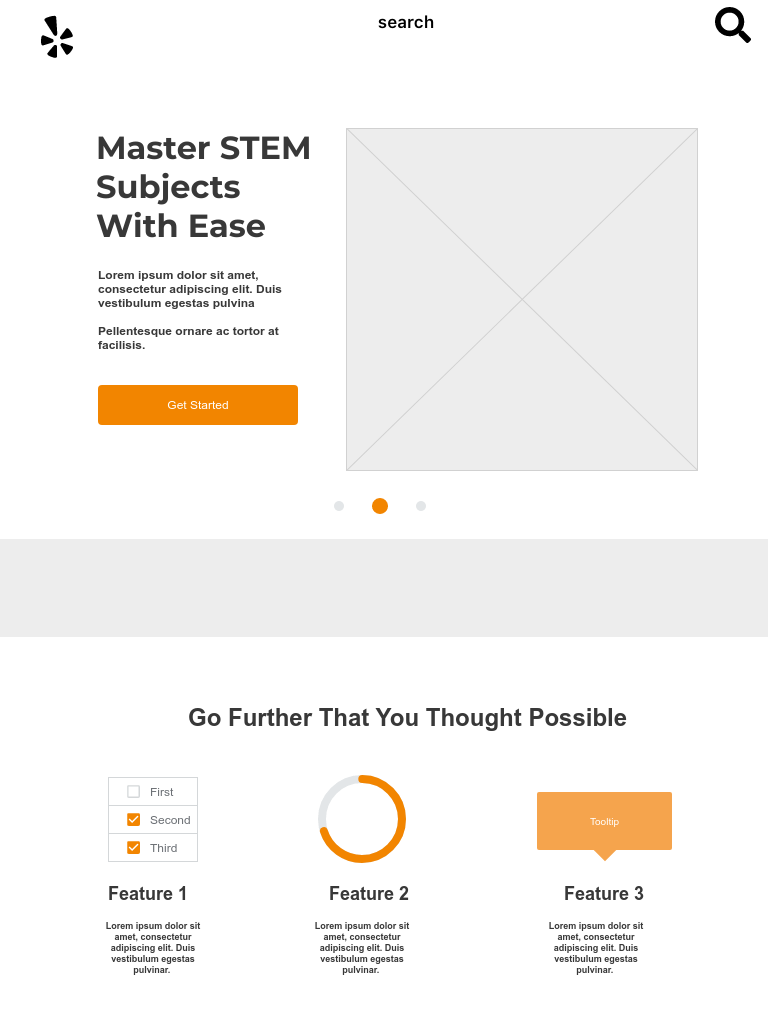 search
Master STEM
Subjects
With Ease
Lorem ipsum dolor sit amet,
consectetur adipiscing elit. Duis
vestibulum egestas pulvina
Pellentesque ornare ac tortor at
facilisis.
Get Started
Go Further That You Thought Possible
First
Second
Third
Tooltip
Feature 1
Feature 2
Feature 3
Lorem ipsum dolor sit
amet, consectetur
adipiscing elit. Duis
vestibulum egestas
pulvinar.
Lorem ipsum dolor sit
amet, consectetur
adipiscing elit. Duis
vestibulum egestas
pulvinar.
Lorem ipsum dolor sit
amet, consectetur
adipiscing elit. Duis
vestibulum egestas
pulvinar.